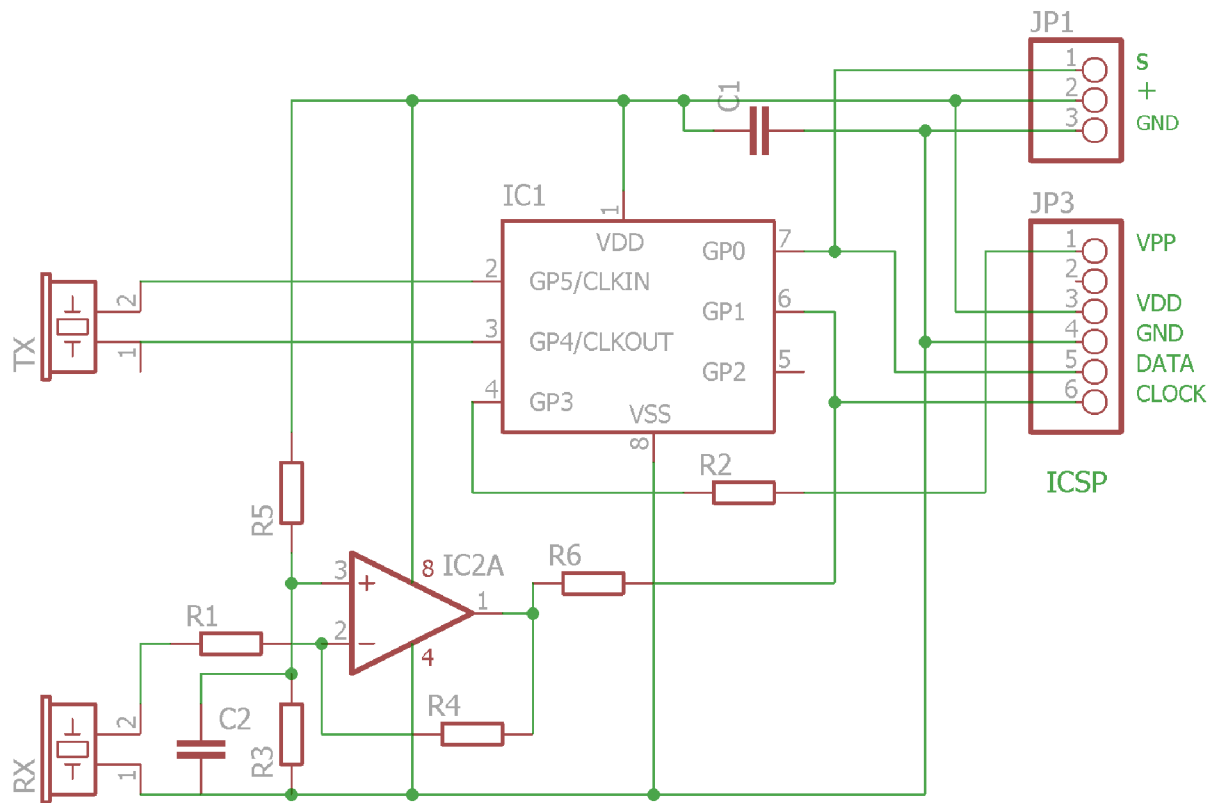 JP1
1 S
2 +
3 GND
C1
IC1
1
VDD
JP3
GP0 7
1 VPP
2 GP5/CLKIN
2
GP1 6
3 VDD
TX
2
1
3 GP4/CLKOUT
4 GND
GP2 5
5 DATA
4 GP3
6 CLOCK
VSS
8
R2
ICSP
R5
3 +
8 IC2A
1
R6
R1
2 −
4
C2
R4
R3
RX
2
1